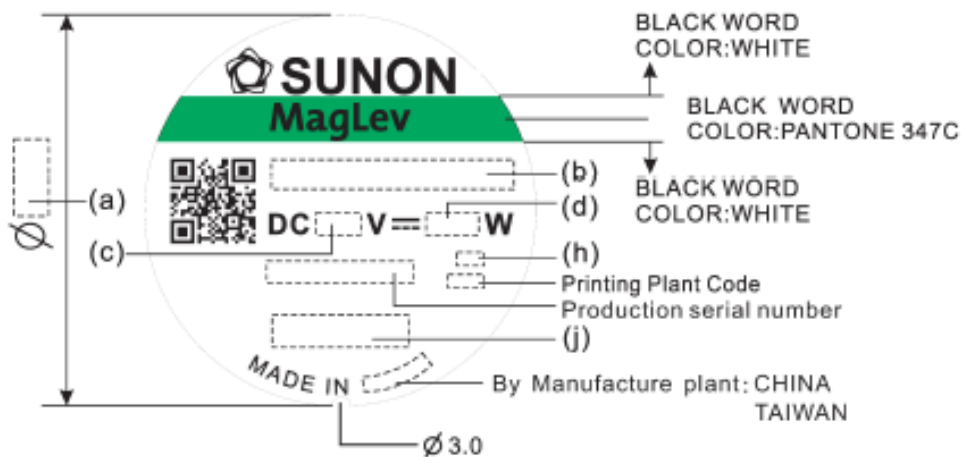 BLACK WORD
COLOR:WHITE
SUNON
MagLev
BLACK WORD
COLOR:PANTONE 347C
(a)
(b)
BLACK WORD
COLOR:WHITE
DC V W
(d)
(c)
(h)
Printing Plant Code
Production serial number
(j)
MADE IN
By Manufacture plant: CHINA
TAIWAN
Ø
Ø3.0